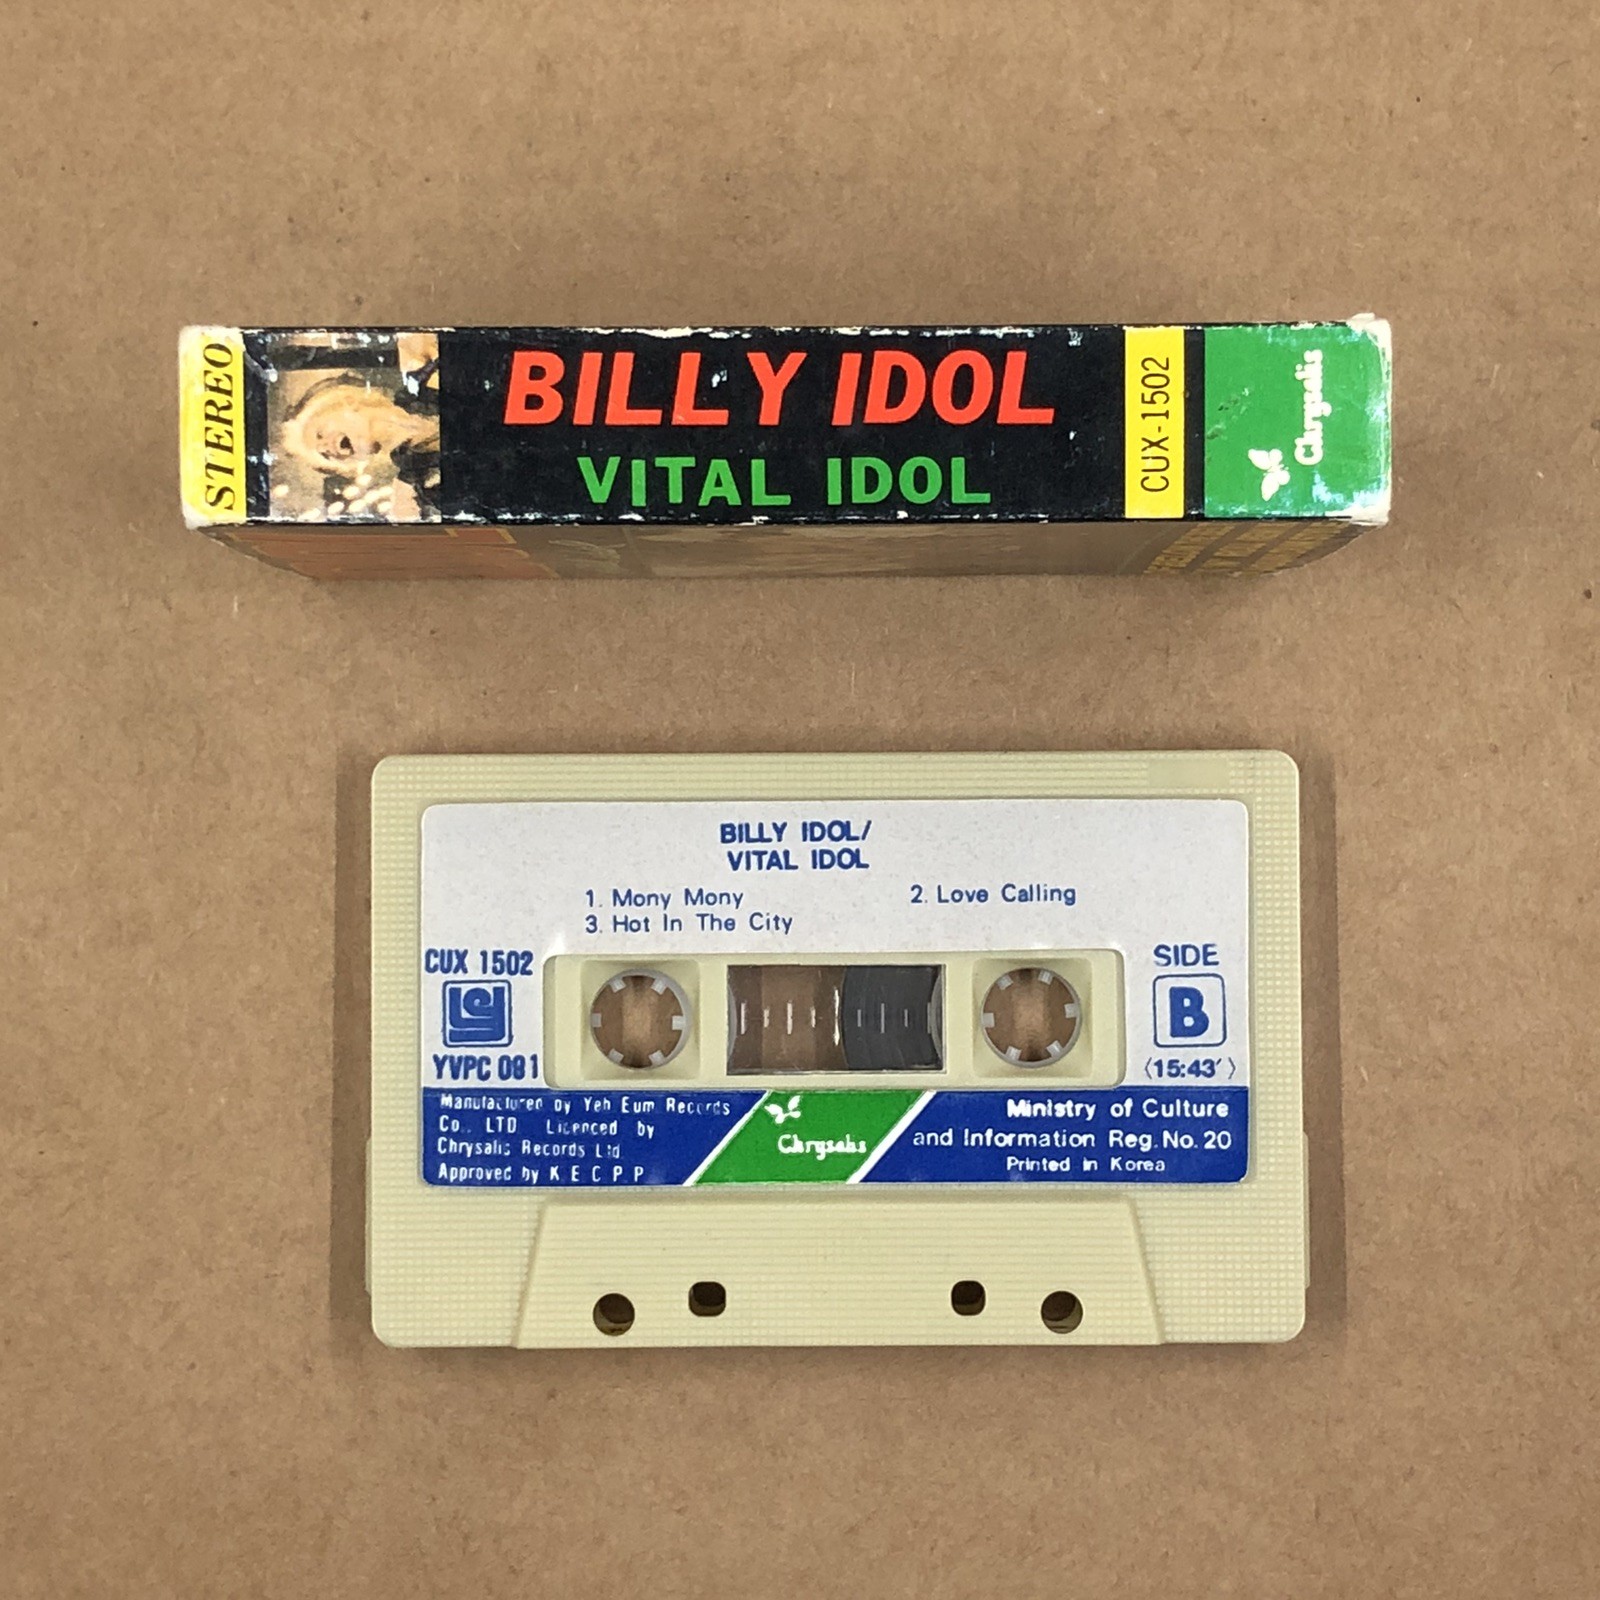 STEREO
BILLY IDOL
VITAL IDOL
CUX-1502
Chrysalis
BILLY IDOL/
VITAL IDOL
1. Mony Mony
2. Love Calling
3. Hot In The City
CUX 1502
YVPC 081
SIDE
B
(15:43′)
Manufactured by Yeh Eum Records
Co., LTD Licenced by
Chrysalis Records Ltd
Approved by K E C P P
Chrysalis
Ministry of Culture
and Information Reg. No. 20
Printed in Korea